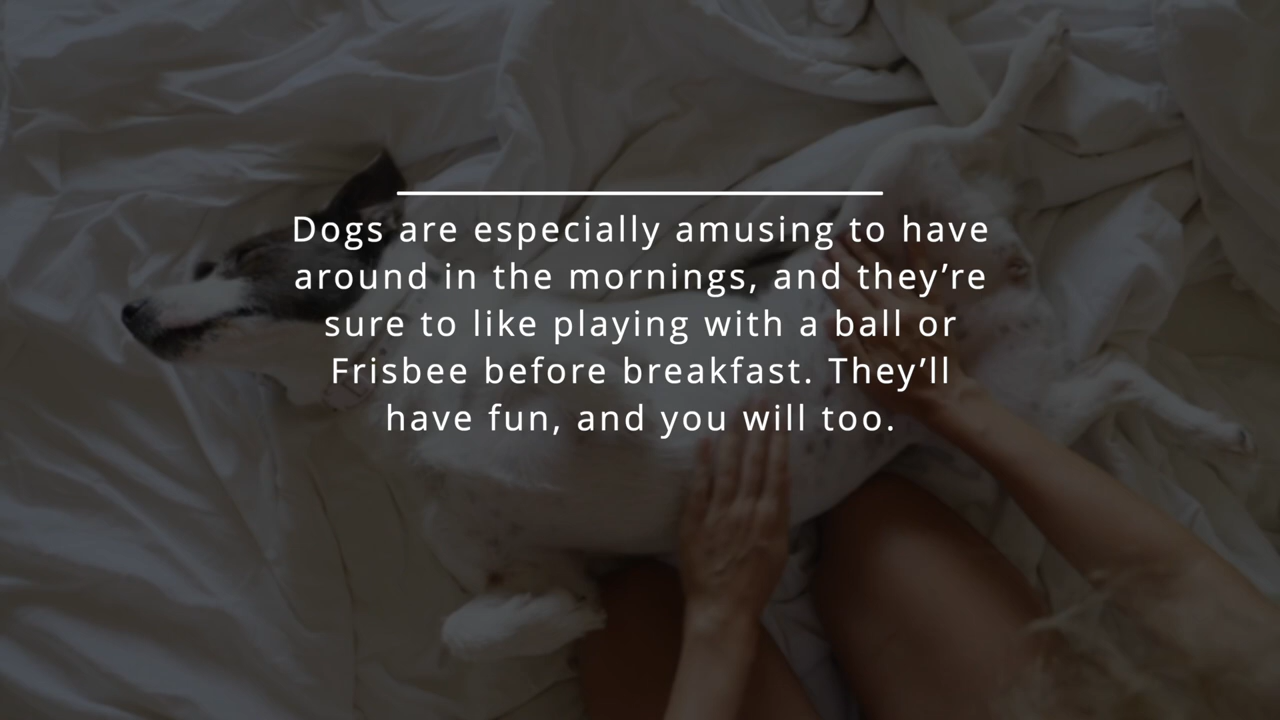 Dogs are especially amusing to have
around in the mornings, and they’re
sure to like playing with a ball or
Frisbee before breakfast. They’ll
have fun, and you will too.